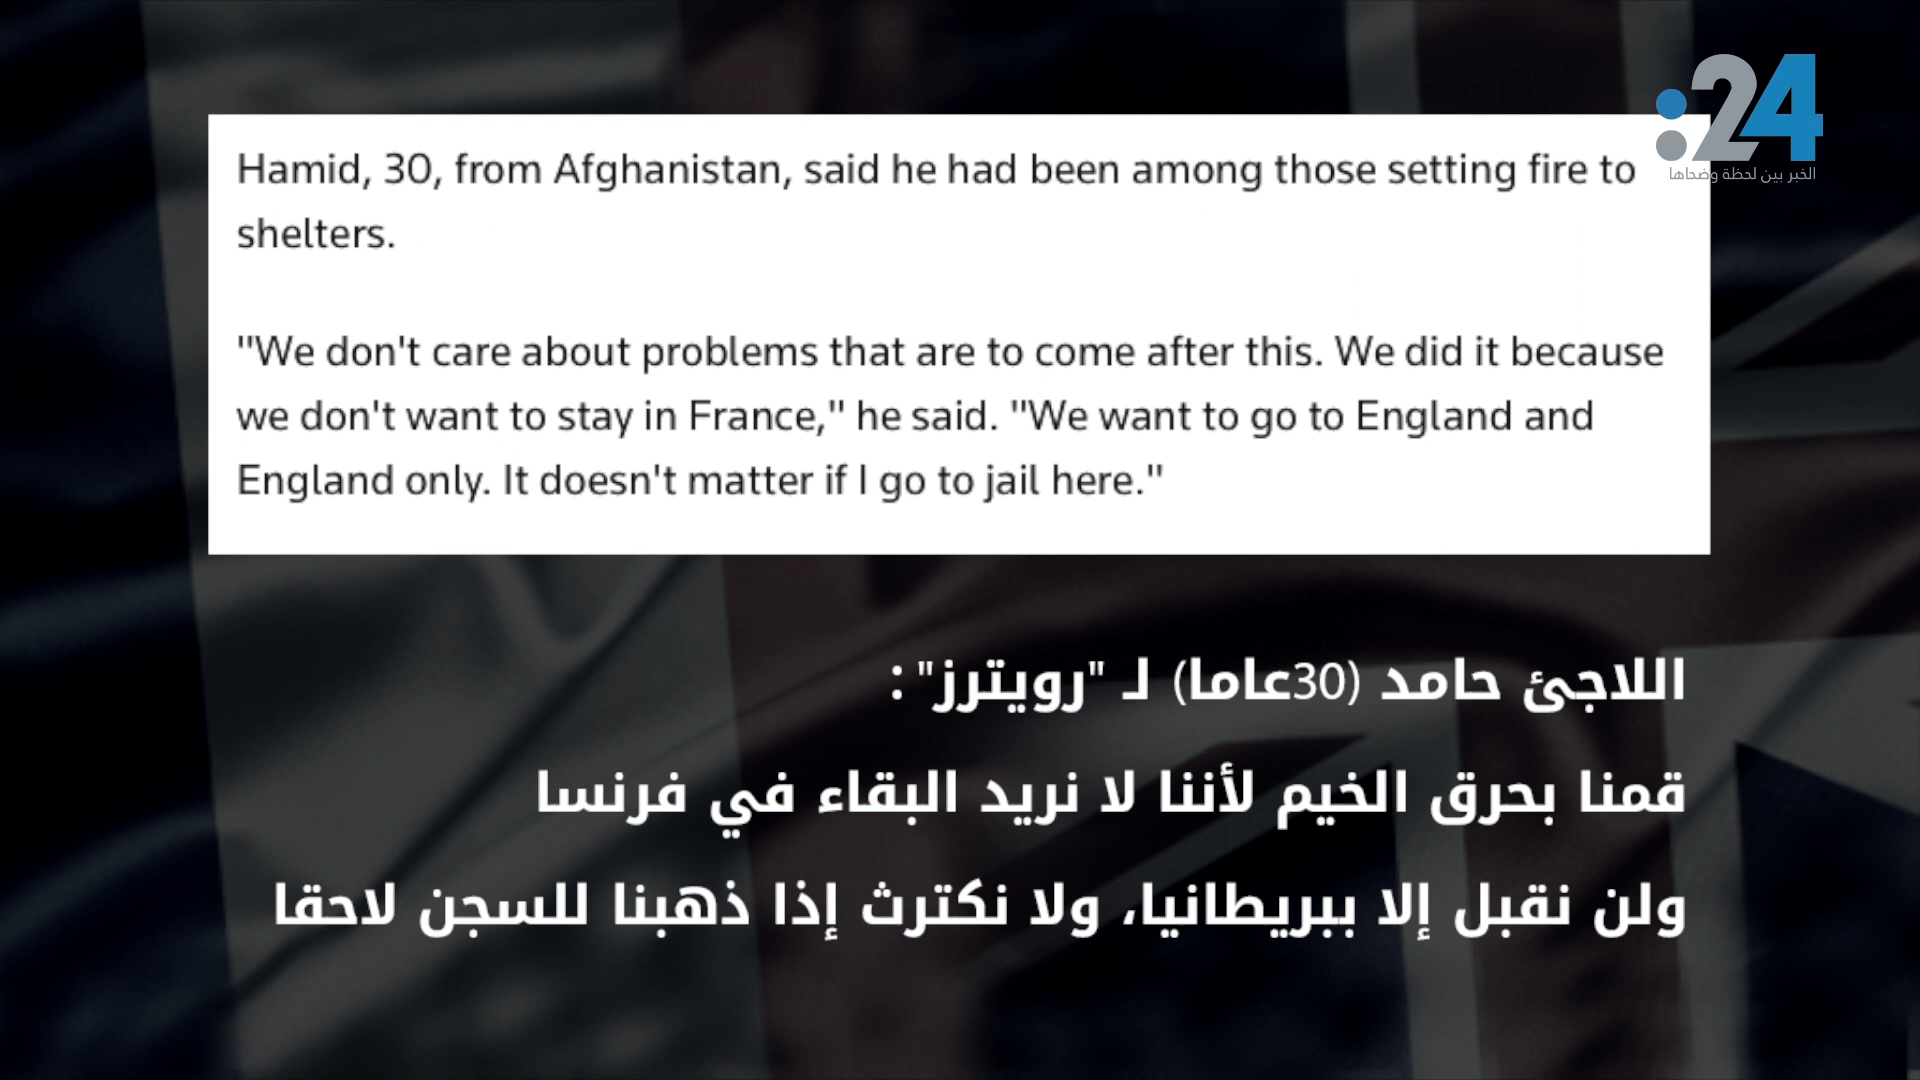 :24
الخبر بين لحظة وضحاها
Hamid, 30, from Afghanistan, said he had been among those setting fire to
shelters.
"We don't care about problems that are to come after this. We did it because
we don't want to stay in France," he said. "We want to go to England and
England only. It doesn't matter if I go to jail here."
اللاجئ حامد (30عاما) لـ "رويترز" :
قمنا بحرق الخيم لأننا لا نريد البقاء في فرنسا
ولن نقبل إلا ببريطانيا، ولا نكترث إذا ذهبنا للسجن لاحقا